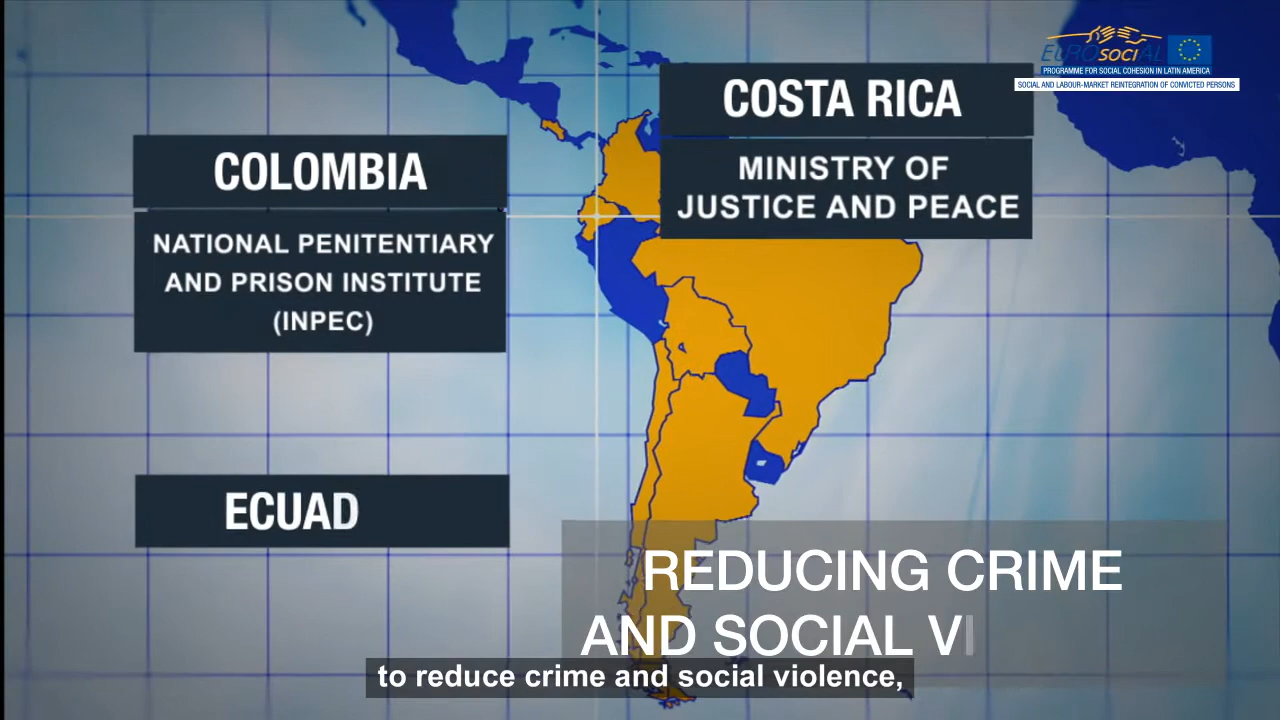 EUROsociAL
PROGRAMME FOR SOCIAL COHESION IN LATIN AMERICA
SOCIAL AND LABOUR-MARKET REINTEGRATION OF CONVICTED PERSONS
COSTA RICA
MINISTRY OF
JUSTICE AND PEACE
COLOMBIA
NATIONAL PENITENTIARY
AND PRISON INSTITUTE
(INPEC)
ECUAD
REDUCING CRIME
AND SOCIAL VI
to reduce crime and social violence,